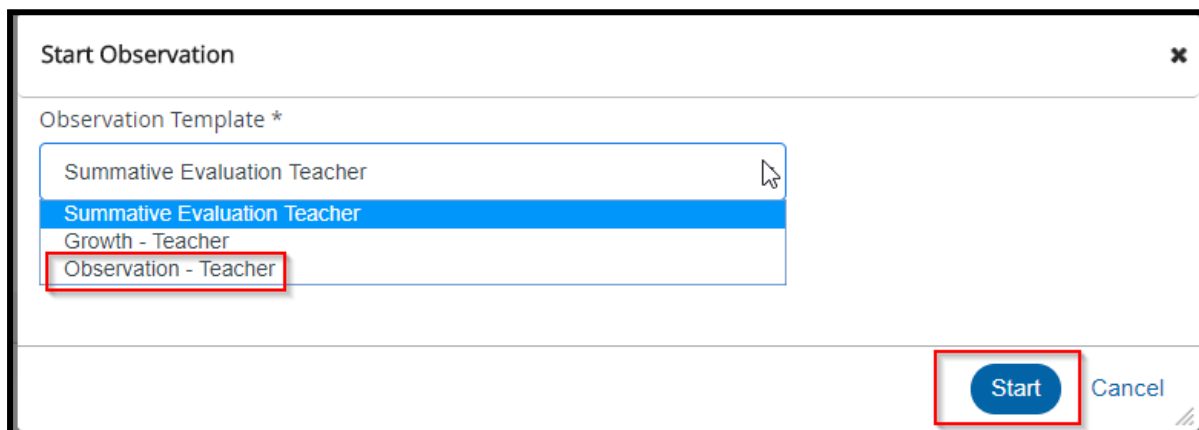 Start Observation
Observation Template *
Summative Evaluation Teacher
Summative Evaluation Teacher
Growth - Teacher
Observation - Teacher
Start Cancel